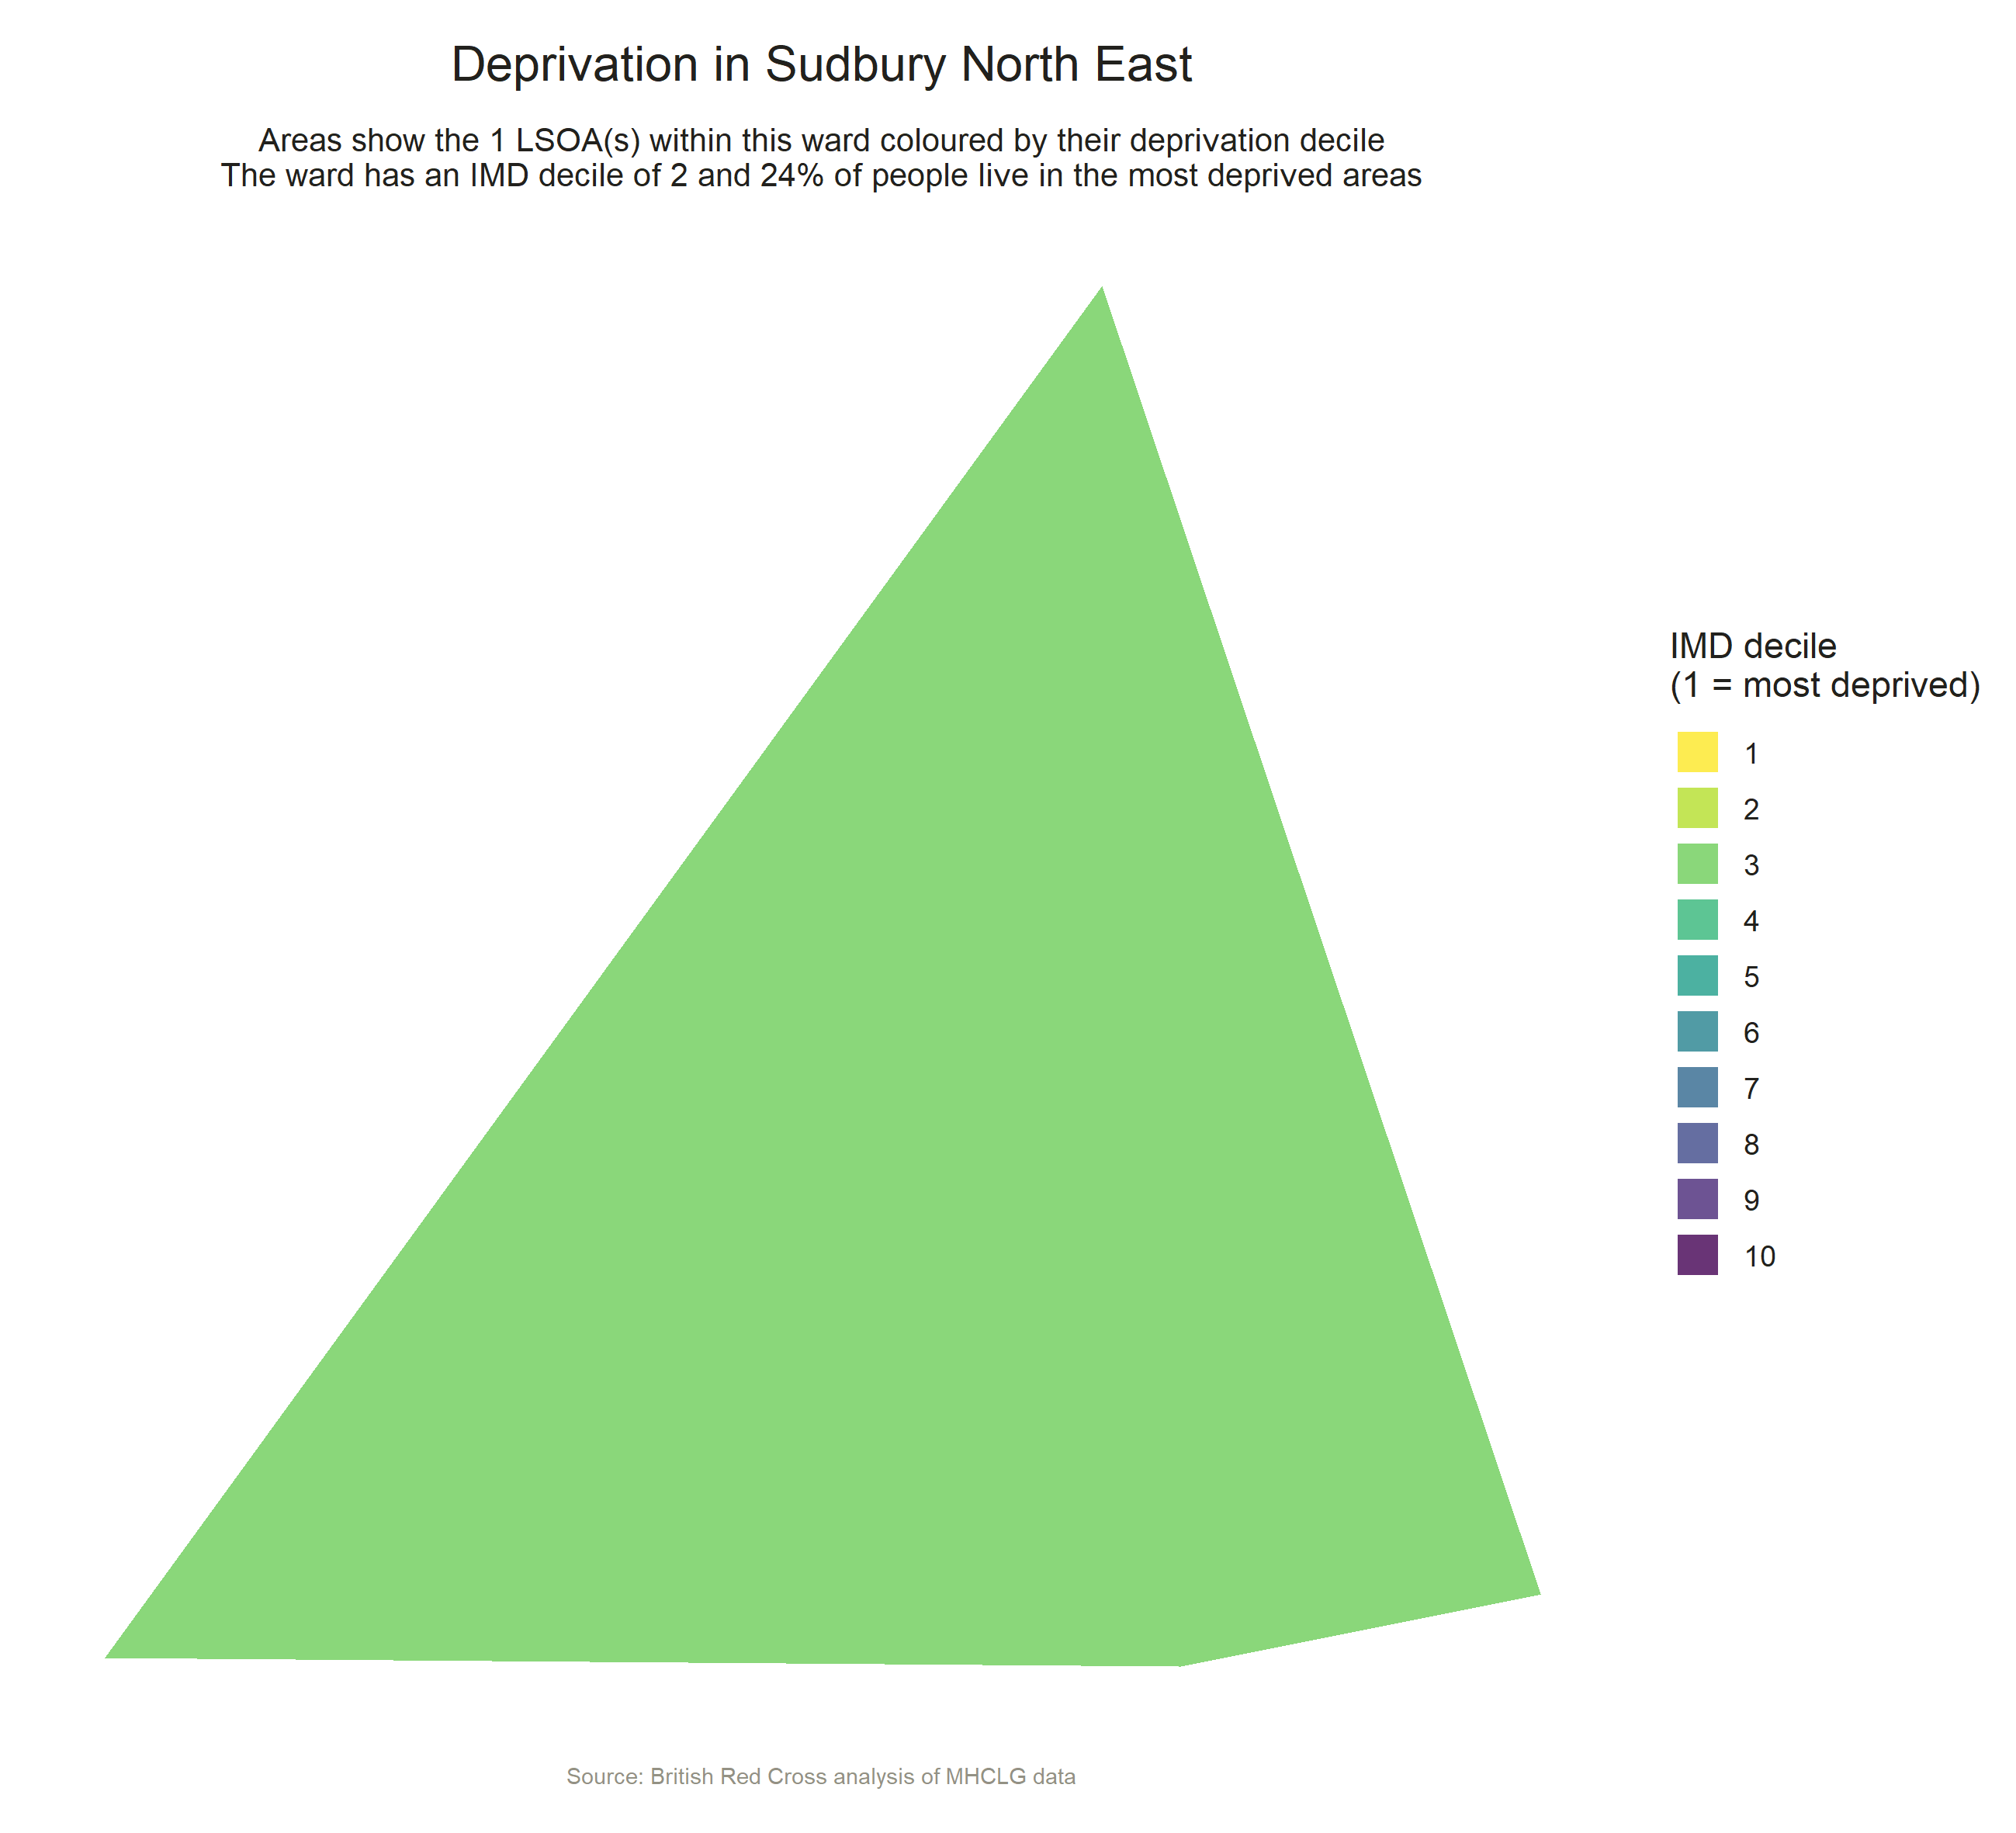 Deprivation in Sudbury North East
Areas show the 1 LSOA(s) within this ward coloured by their deprivation decile
The ward has an IMD decile of 2 and 24% of people live in the most deprived areas
IMD decile
(1 = most deprived)
1
2
3
4
5
6
7
8
9
10
Source: British Red Cross analysis of MHCLG data